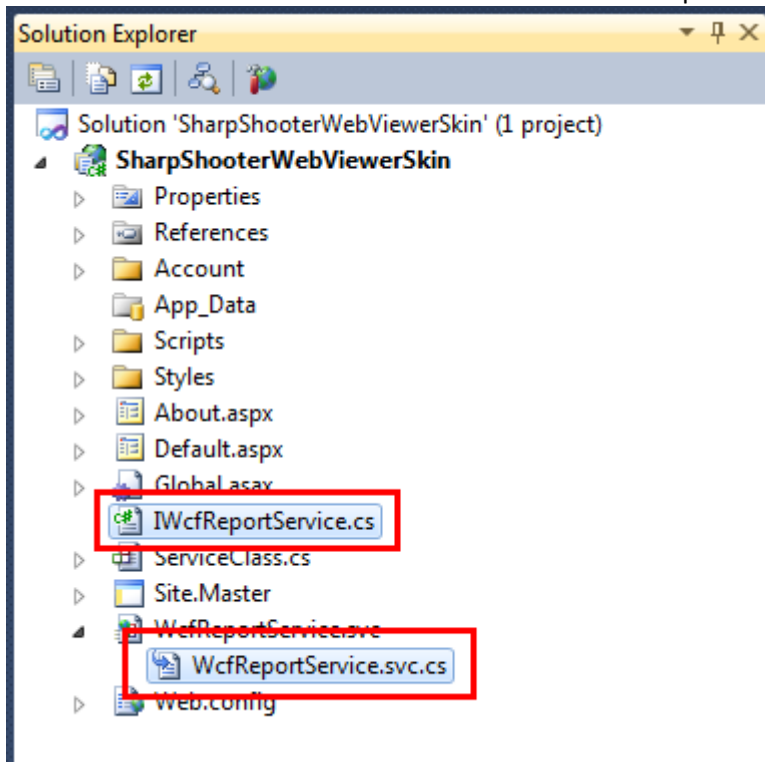 Solution Explorer
Solution 'SharpShooterWebViewerSkin' (1 project)
SharpShooterWebViewerSkin
Properties
References
Account
App_Data
Scripts
Styles
About.aspx
Default.aspx
Global.asax
IWcfReportService.cs
ServiceClass.cs
Site.Master
WcfReportService.svc
WcfReportService.svc.cs
Web.config